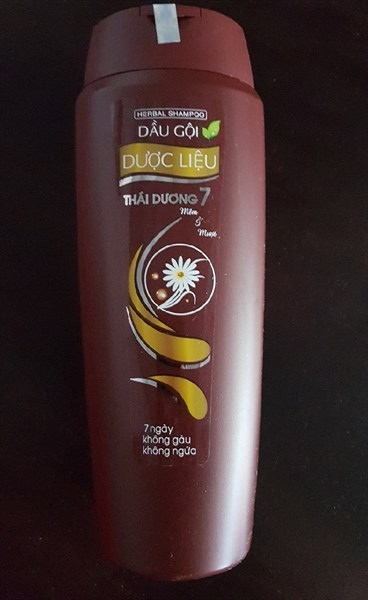 HERBAL SHAMPOO
DẦU GỘI
DƯỢC LIỆU
THÁI DƯƠNG 7
Mềm
&
Mượt
7 ngày
không gàu
không ngứa